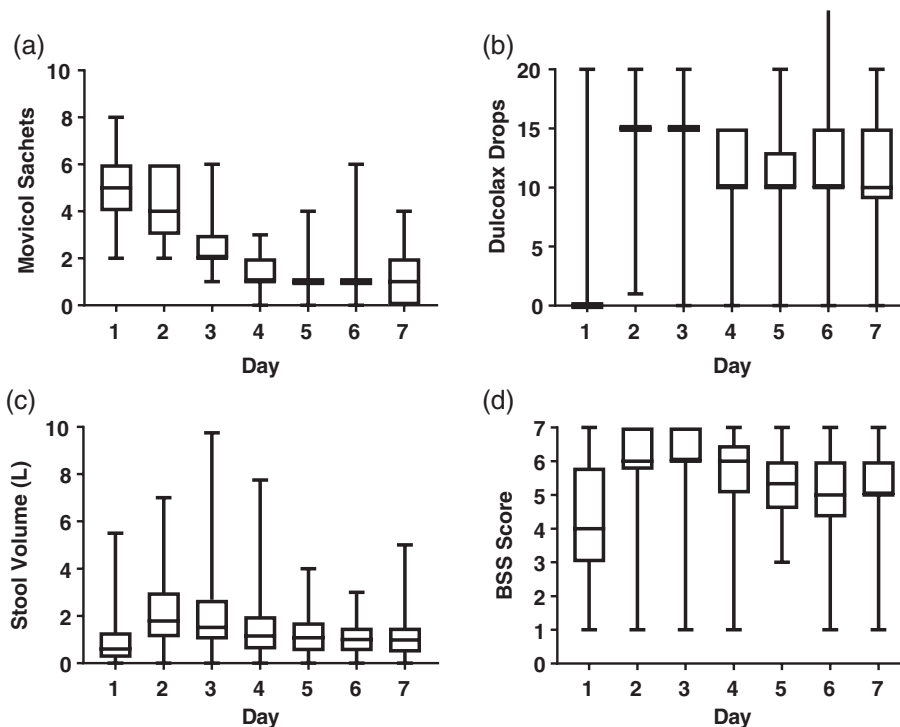 (a)
Movicol Sachets
10
8
6
4
2
0
1 2 3 4 5 6 7
Day
(b)
Dulcolax Drops
20
15
10
5
0
1 2 3 4 5 6 7
Day
(c)
Stool Volume (L)
10
8
6
4
2
0
1 2 3 4 5 6 7
Day
(d)
BSS Score
7
6
5
4
3
2
1
0
1 2 3 4 5 6 7
Day